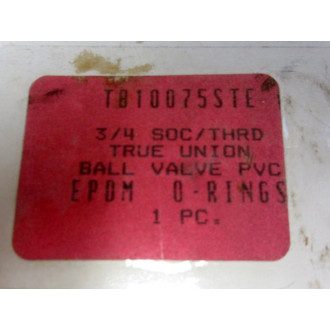 TB10075STE
3/4 SOC/THRD
TRUE UNION
BALL VALVE PVC
EPDM O-RINGS
1 PC.